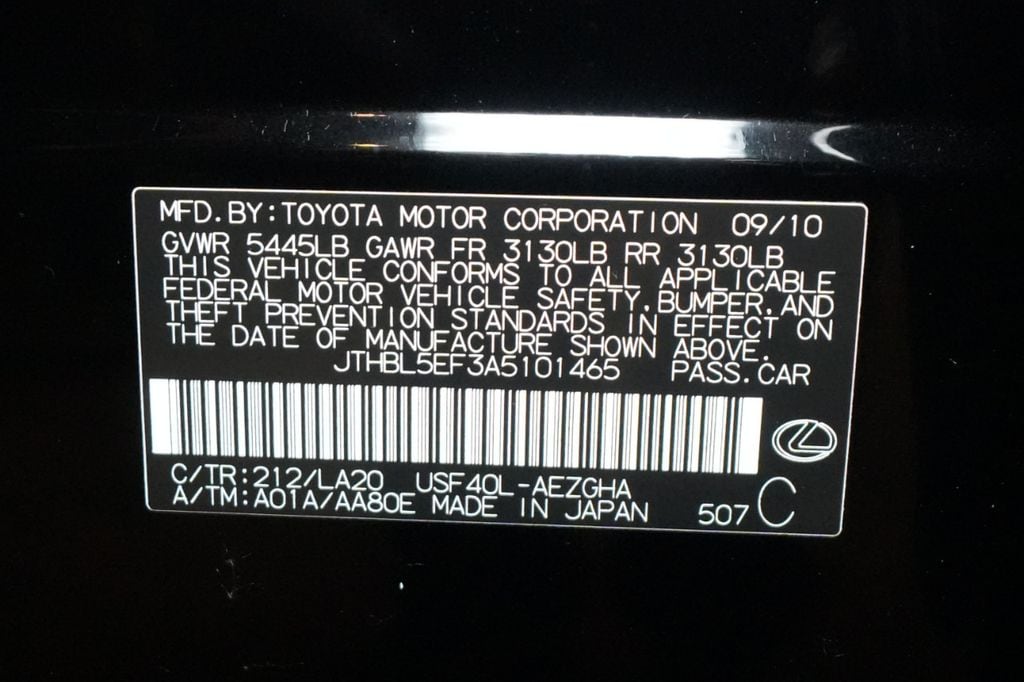 MFD.BY:TOYOTA MOTOR CORPORATION 09/10
GVWR 5445LB GAWR FR 3130LB RR 3130LB
THIS VEHICLE CONFORMS TO ALL APPLICABLE
FEDERAL MOTOR VEHICLE SAFETY,BUMPER,AND
THEFT PREVENTION STANDARDS IN EFFECT ON
THE DATE OF MANUFACTURE SHOWN ABOVE.
JTHBL5EF3A5101465 PASS.CAR
C/TR:212/LA20 USF40L-AEZGHA
A/TM:A01A/AA80E MADE IN JAPAN 507 C